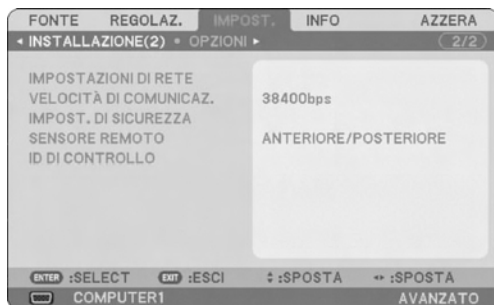 FONTE REGOLAZ. IMPOST. INFO AZZERA
INSTALLAZIONE(2) • OPZIONI 2/2
IMPOSTAZIONI DI RETE
VELOCITÀ DI COMUNICAZ. 38400bps
IMPOST. DI SICUREZZA
SENSORE REMOTO ANTERIORE/POSTERIORE
ID DI CONTROLLO
ENTER :SELECT EXIT :ESCI :SPOSTA :SPOSTA
COMPUTER1 AVANZATO